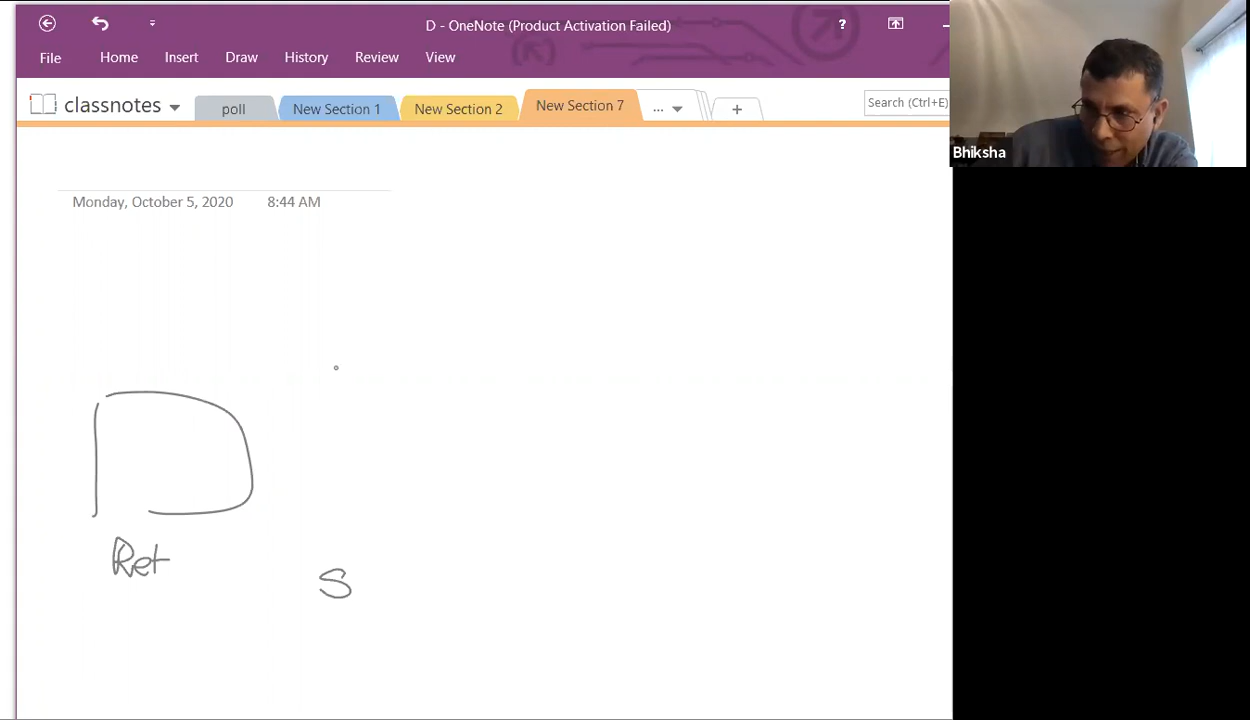 D - OneNote (Product Activation Failed)
?
File Home Insert Draw History Review View
classnotes poll New Section 1 New Section 2 New Section 7 ... +
Search (Ctrl+E)
Bhiksha
Monday, October 5, 2020 8:44 AM
D
Ret
S